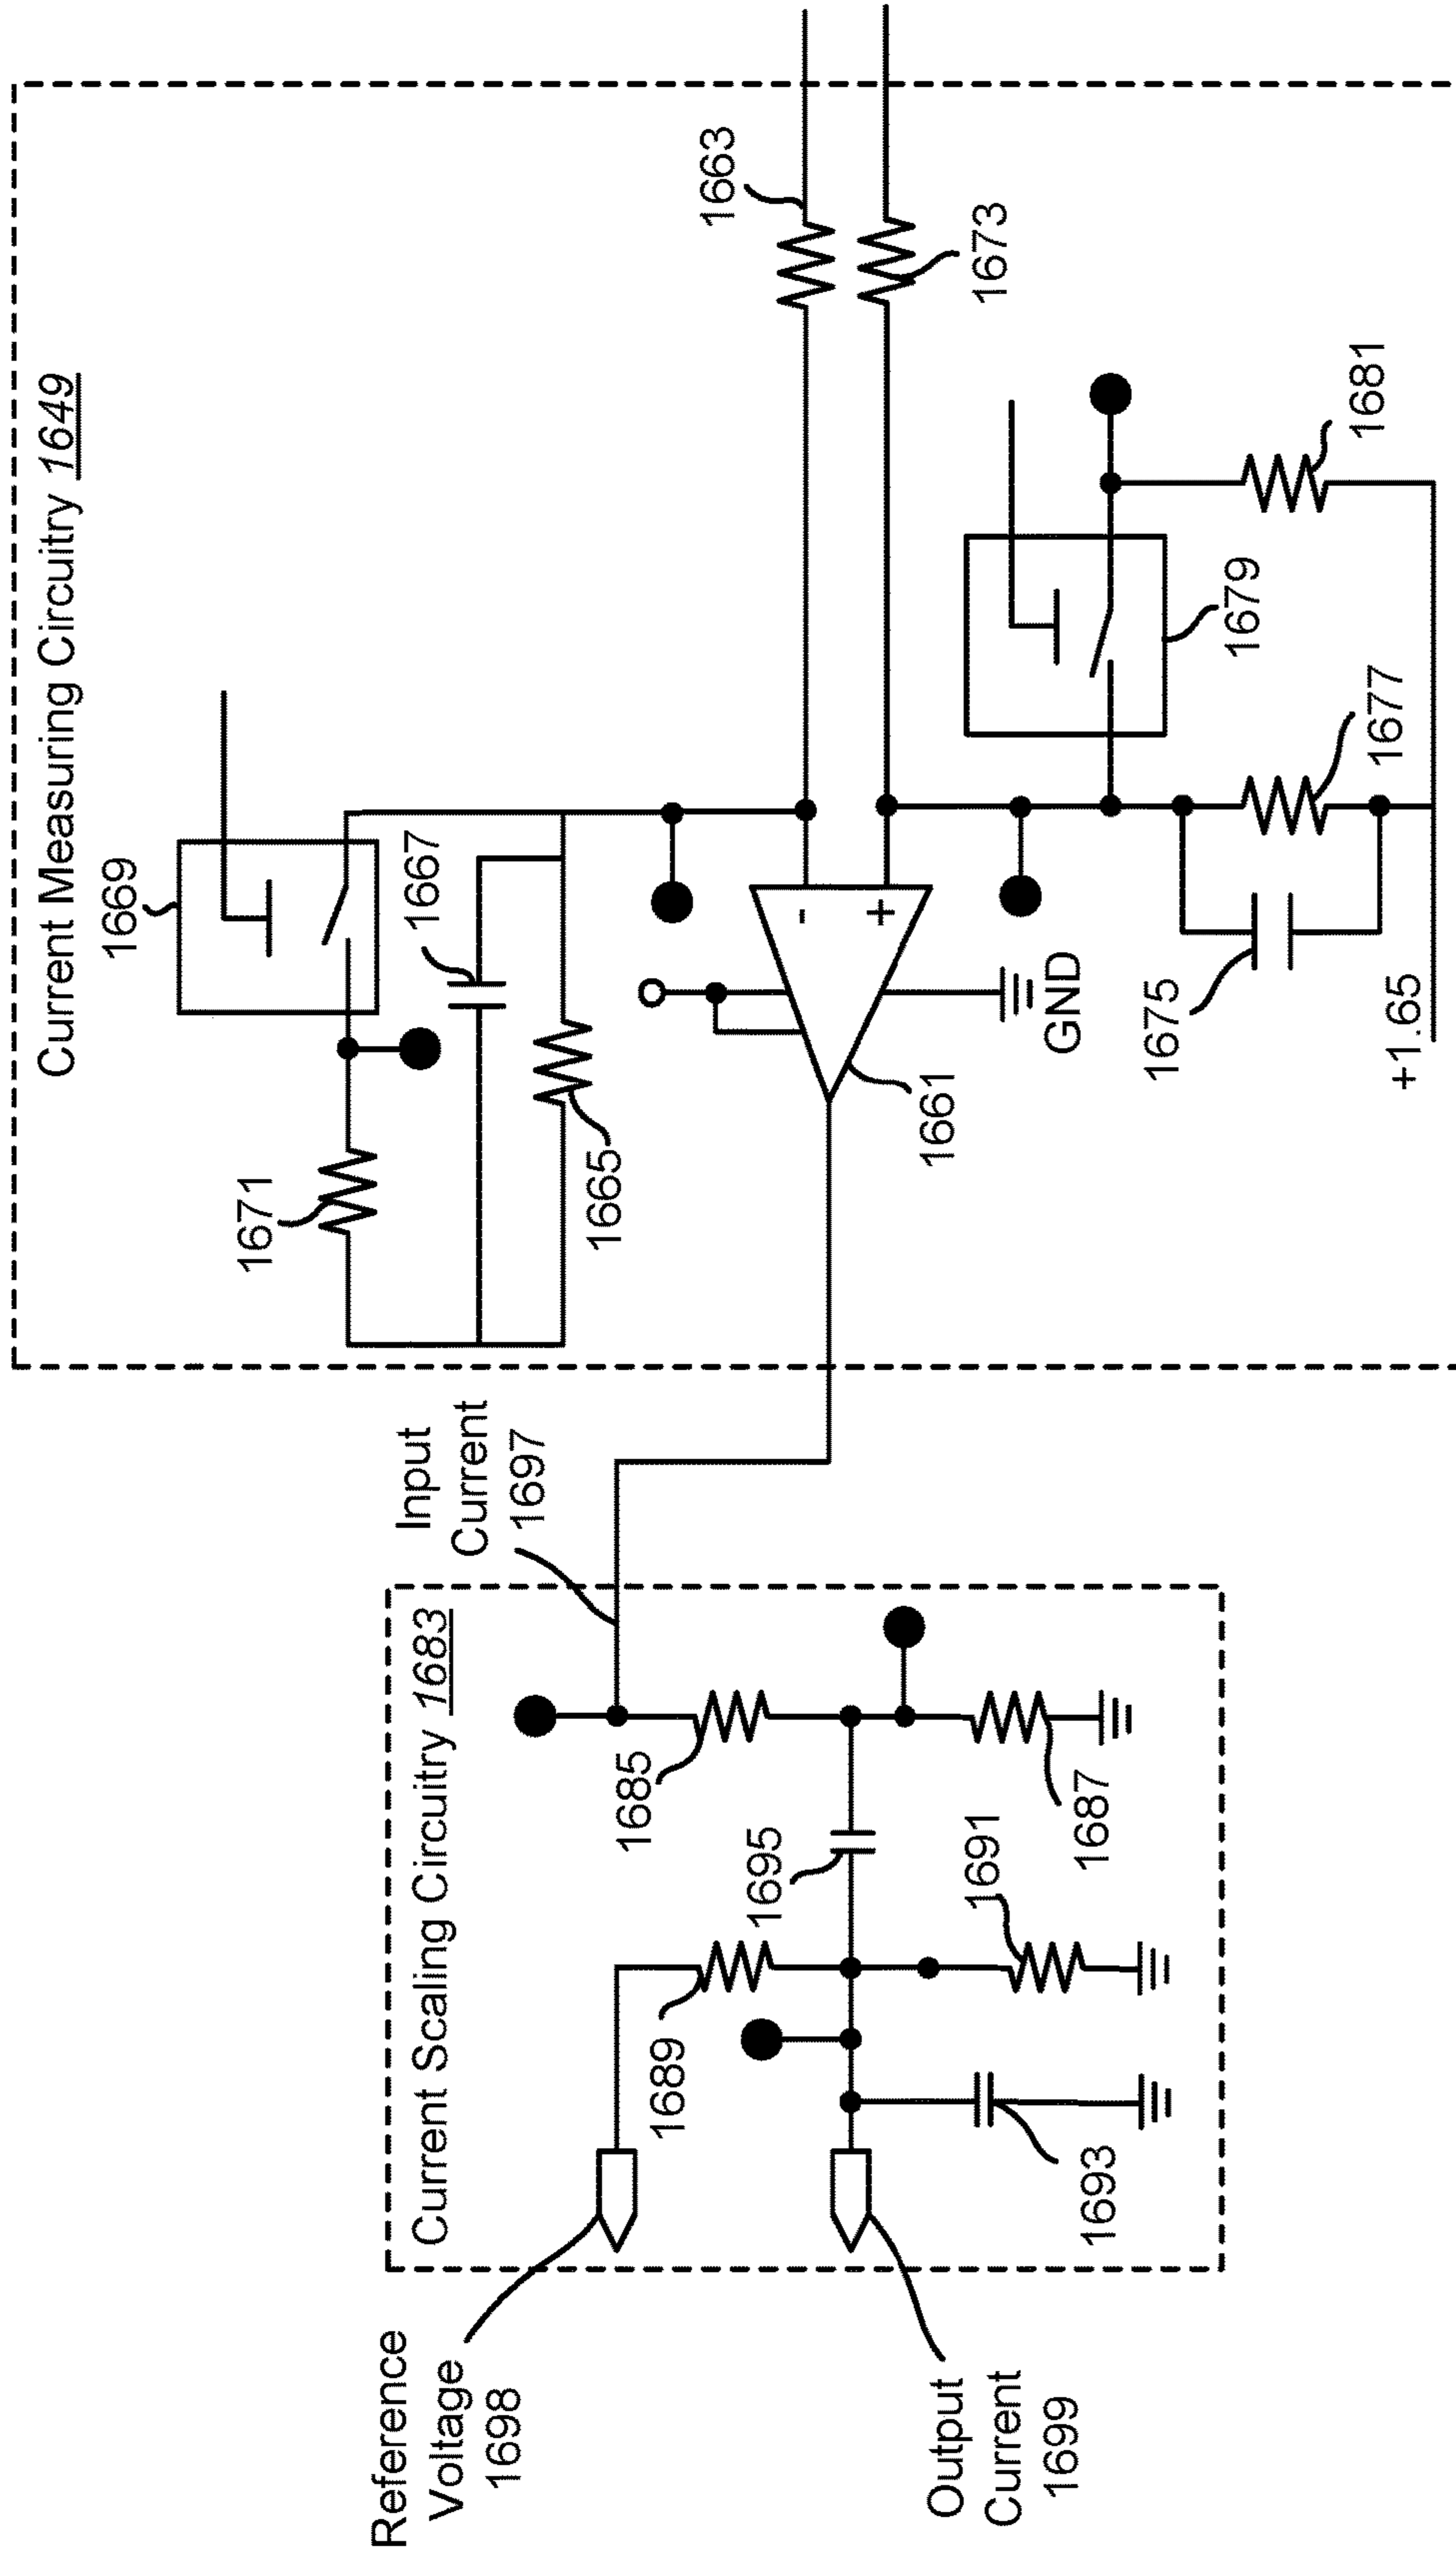 Current Measuring Circuitry 1649
1669
1671
1667
1665
1663
1673
-
+
GND
1661
1679
1681
1677
1675
+1.65
Input
Current
1697
Current Scaling Circuitry 1683
1685
1687
1695
1691
1689
1693
Reference
Voltage
1698
Output
Current
1699